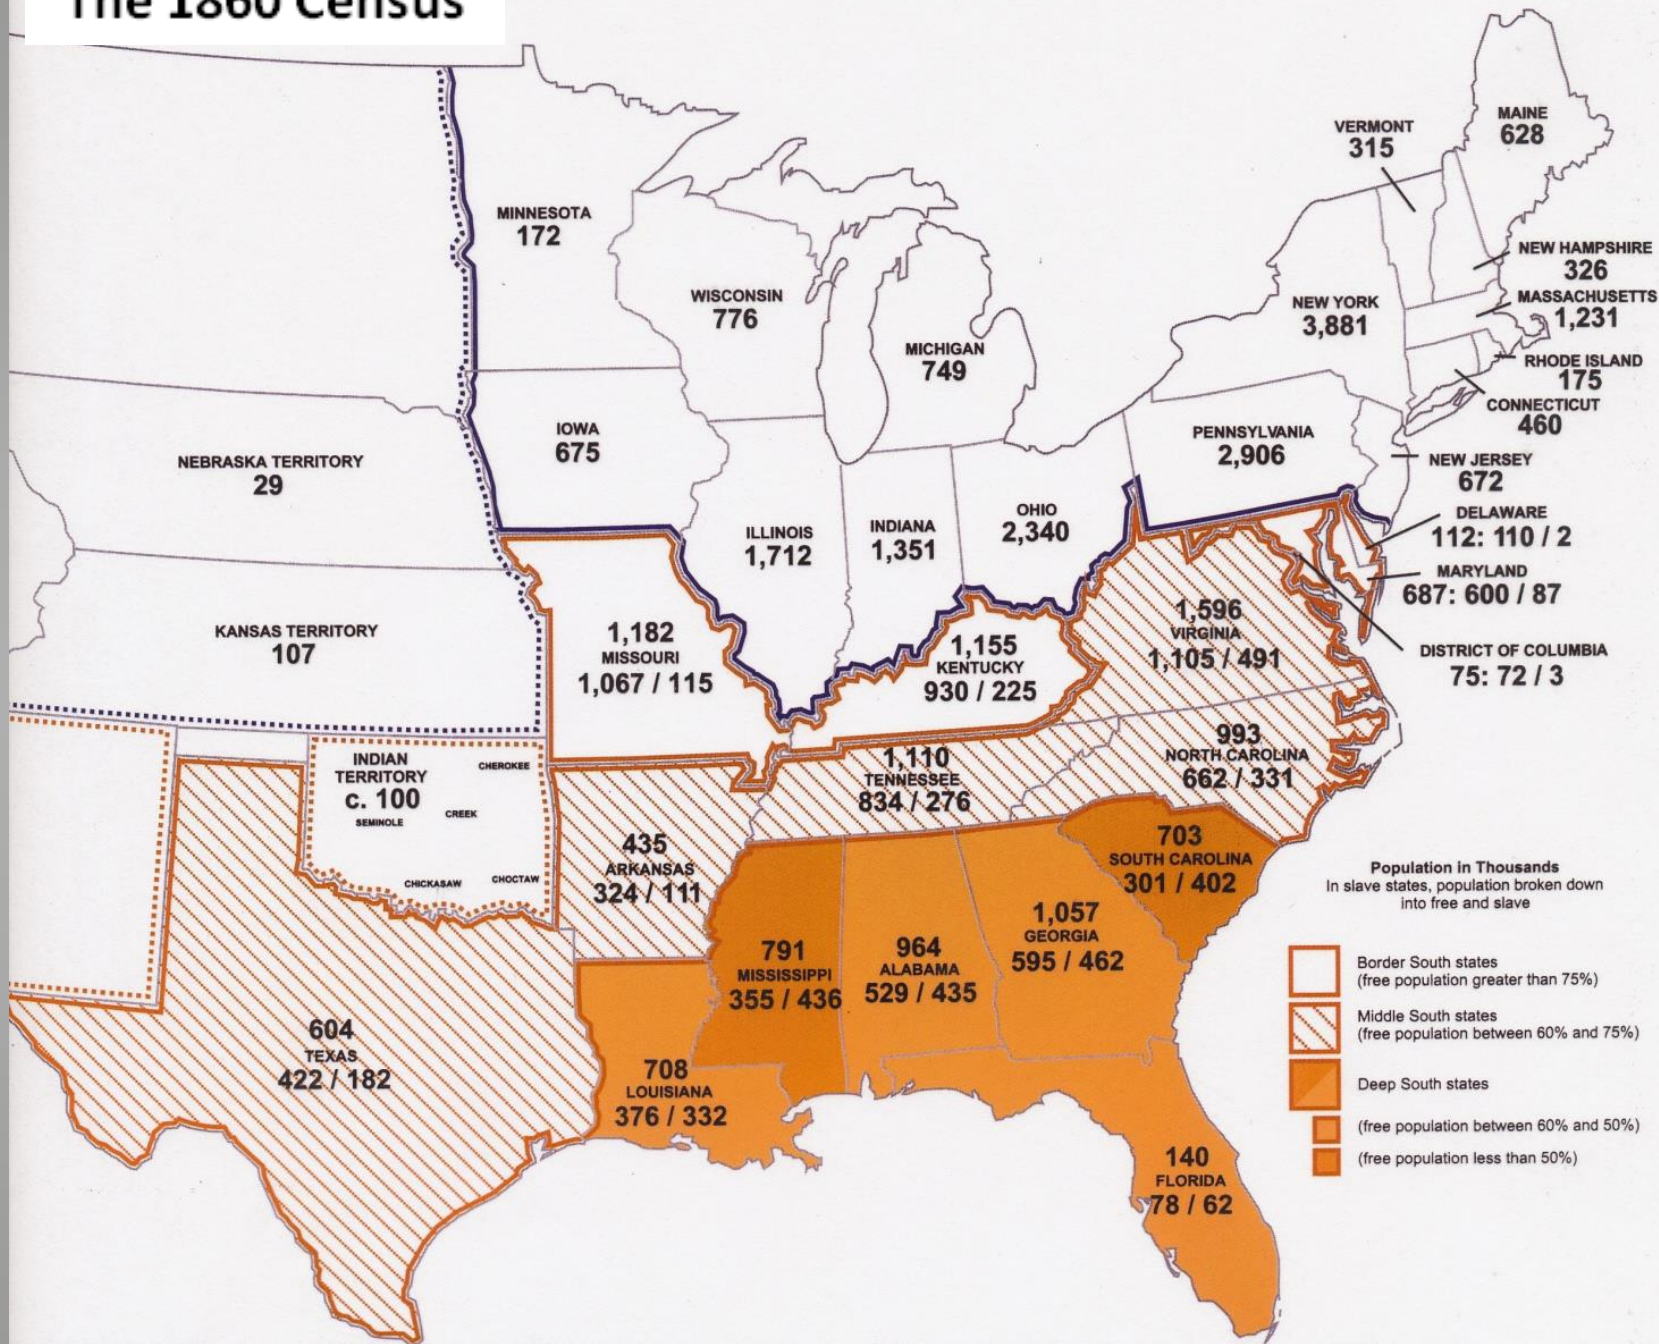 The 1860 Census
MAINE
628
VERMONT
315
NEW HAMPSHIRE
326
MASSACHUSETTS
1,231
RHODE ISLAND
175
CONNECTICUT
460
NEW YORK
3,881
PENNSYLVANIA
2,906
NEW JERSEY
672
DELAWARE
112: 110 / 2
MARYLAND
687: 600 / 87
DISTRICT OF COLUMBIA
75: 72 / 3
MINNESOTA
172
WISCONSIN
776
MICHIGAN
749
IOWA
675
ILLINOIS
1,712
INDIANA
1,351
OHIO
2,340
NEBRASKA TERRITORY
29
KANSAS TERRITORY
107
1,182
MISSOURI
1,067 / 115
1,155
KENTUCKY
930 / 225
1,596
VIRGINIA
1,105 / 491
993
NORTH CAROLINA
662 / 331
1,110
TENNESSEE
834 / 276
INDIAN
TERRITORY
c. 100
CHEROKEE
SEMINOLE
CREEK
CHICKASAW
CHOCTAW
435
ARKANSAS
324 / 111
703
SOUTH CAROLINA
301 / 402
1,057
GEORGIA
595 / 462
964
ALABAMA
529 / 435
791
MISSISSIPPI
355 / 436
604
TEXAS
422 / 182
708
LOUISIANA
376 / 332
140
FLORIDA
78 / 62
Population in Thousands
In slave states, population broken down
into free and slave
Border South states
(free population greater than 75%)
Middle South states
(free population between 60% and 75%)
Deep South states
(free population between 60% and 50%)
(free population less than 50%)